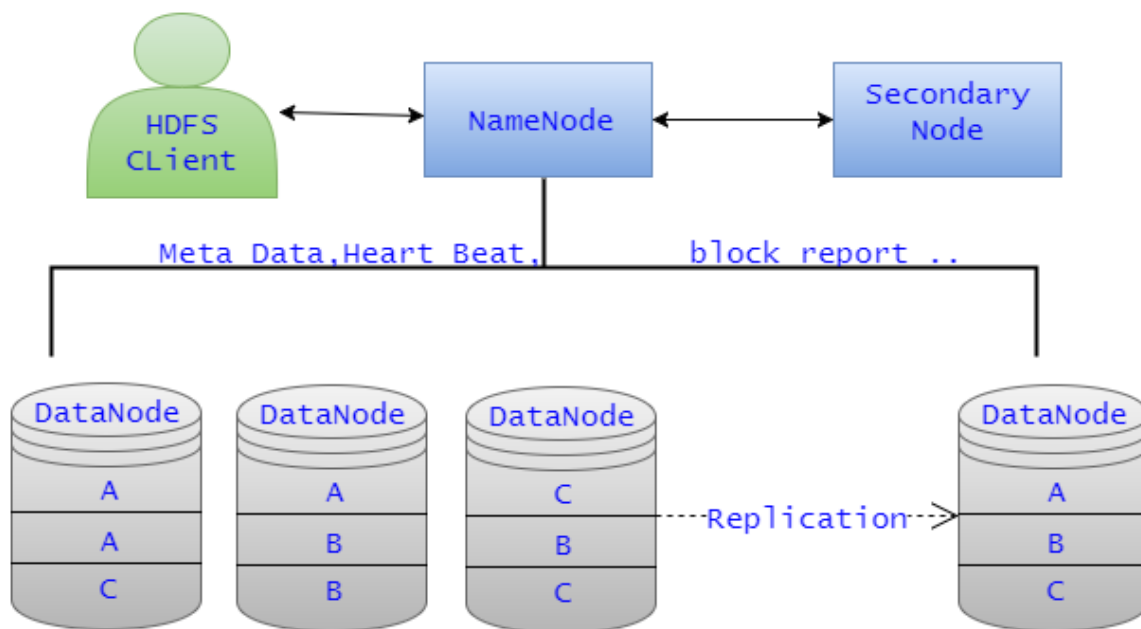 HDFS
CLient
NameNode
Secondary
Node
Meta Data,Heart Beat, block report ..
DataNode
A
A
C
DataNode
A
B
B
DataNode
C
B
C
Replication
DataNode
A
B
C